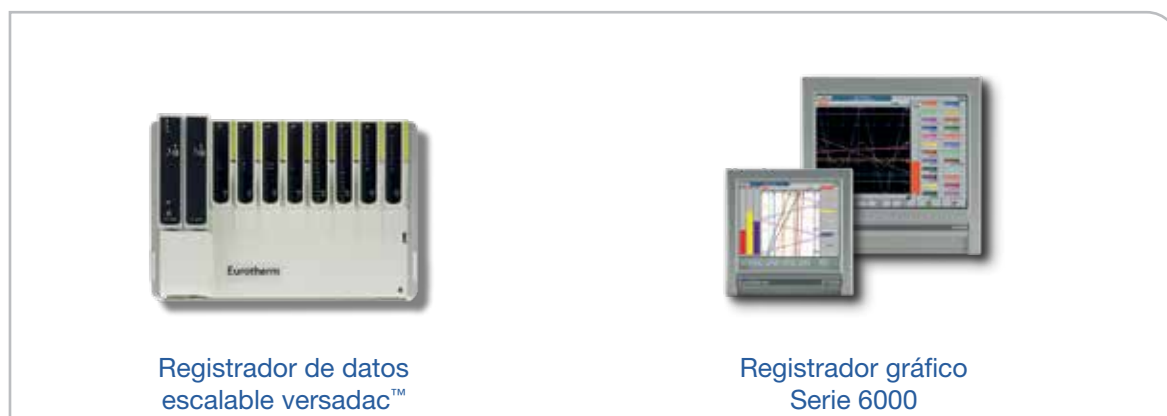 Eurotherm
Registrador de datos
escalable versadac™
Registrador gráfico
Serie 6000